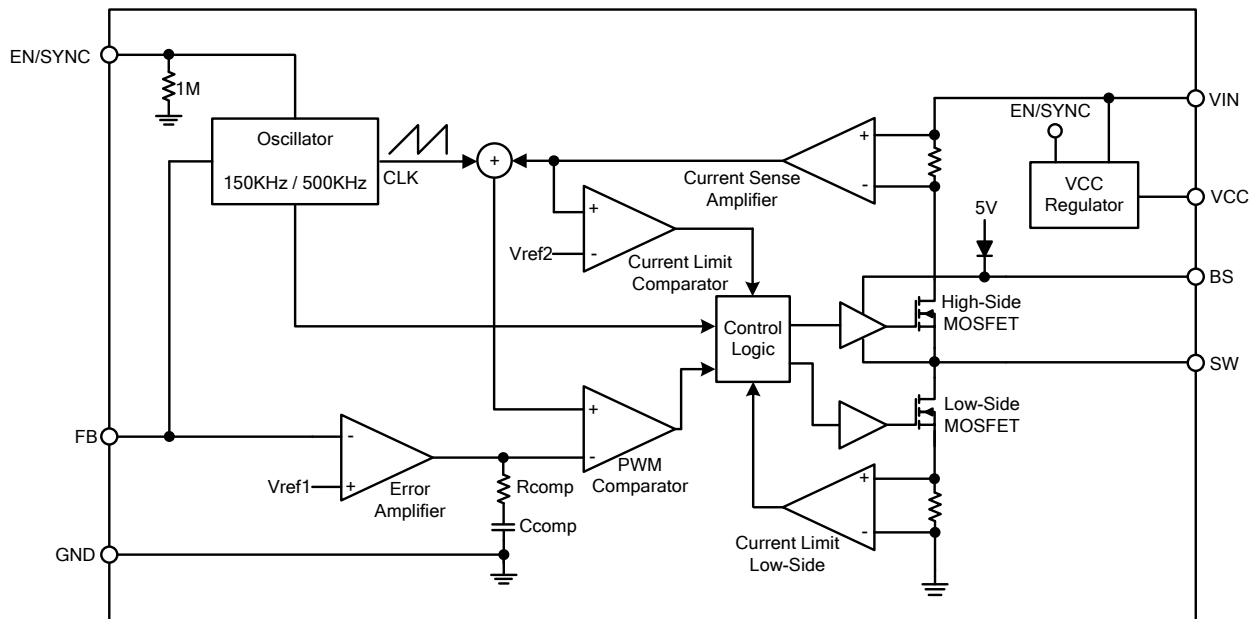 EN/SYNC
1M
Oscillator
150KHz / 500KHz
CLK
+
+
-
Current Sense
Amplifier
EN/SYNC
VIN
VCC
Regulator
VCC
5V
BS
+
-
Vref2
Current Limit
Comparator
Control
Logic
High-Side
MOSFET
SW
Low-Side
MOSFET
FB
-
+
Vref1
Error
Amplifier
Rcomp
Ccomp
+
-
PWM
Comparator
+
-
Current Limit
Low-Side
GND